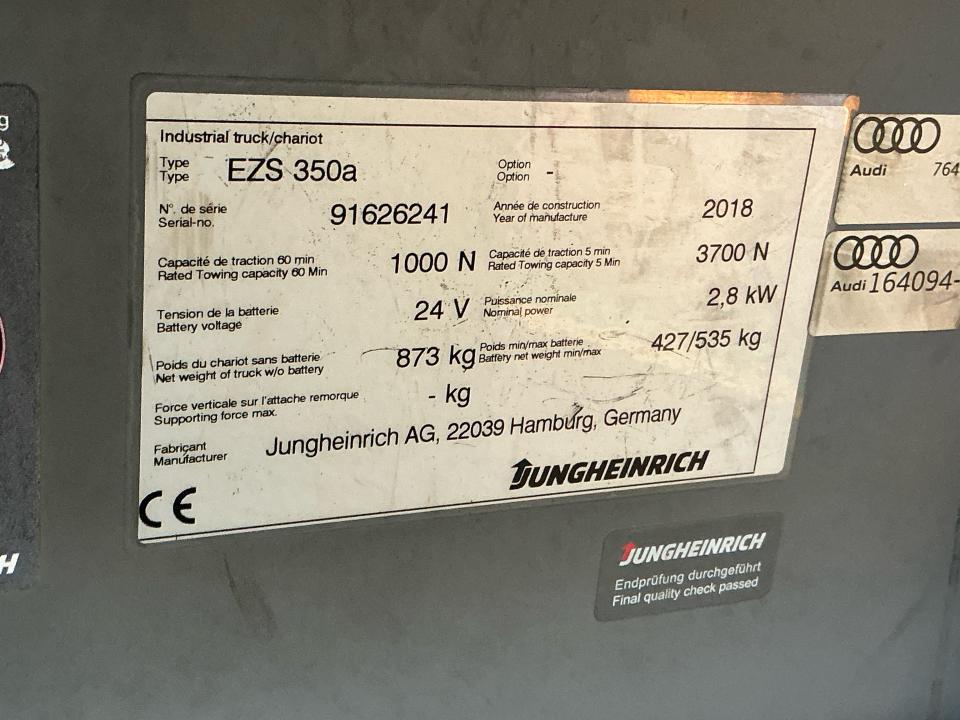 Industrial truck/chariot
Type
Type
EZS 350a
Option
Option
-
N°. de série
Serial-no.
91626241
Année de construction
Year of manufacture
2018
Capacité de traction 60 min
Rated Towing capacity 60 Min
1000 N
Capacité de traction 5 min
Rated Towing capacity 5 Min
3700 N
Tension de la batterie
Battery voltage
24 V
Puissance nominale
Nominal power
2,8 kW
Poids du chariot sans batterie
Net weight of truck w/o battery
873 kg
Poids min/max batterie
Battery net weight min/max
427/535 kg
Force verticale sur l'attache remorque
Supporting force max.
- kg
Fabriçant
Manufacturer
Jungheinrich AG, 22039 Hamburg, Germany
JUNGHEINRICH
CE
Audi 764
Audi 164094-
JUNGHEINRICH
Endprüfung durchgeführt
Final quality check passed
g
H